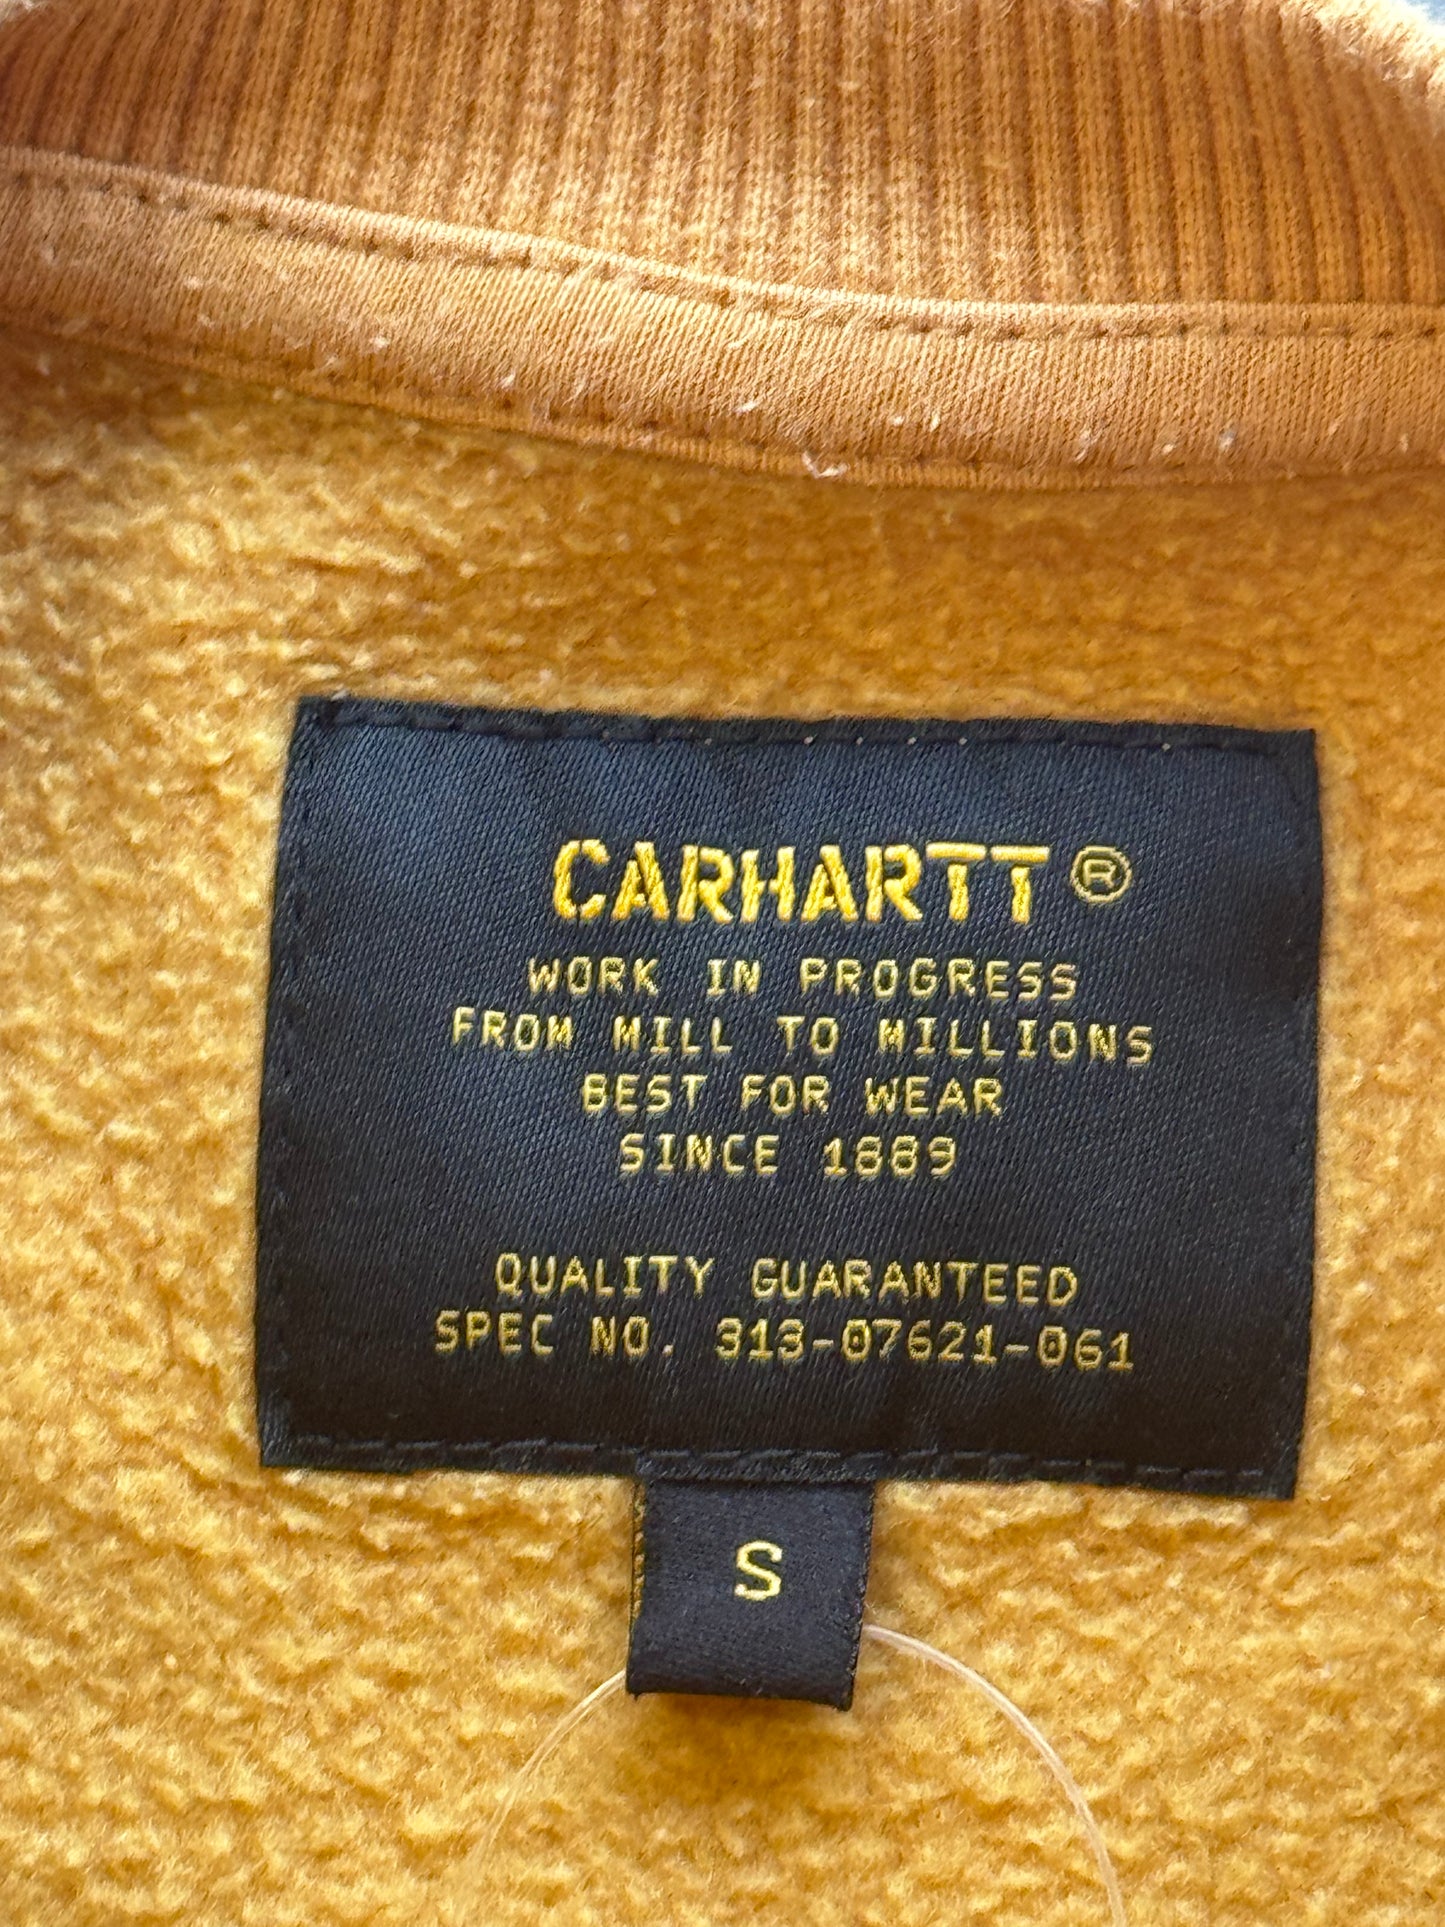 CARHARTT®
WORK IN PROGRESS
FROM MILL TO MILLIONS
BEST FOR WEAR
SINCE 1889
QUALITY GUARANTEED
SPEC NO. 313-07621-061
S